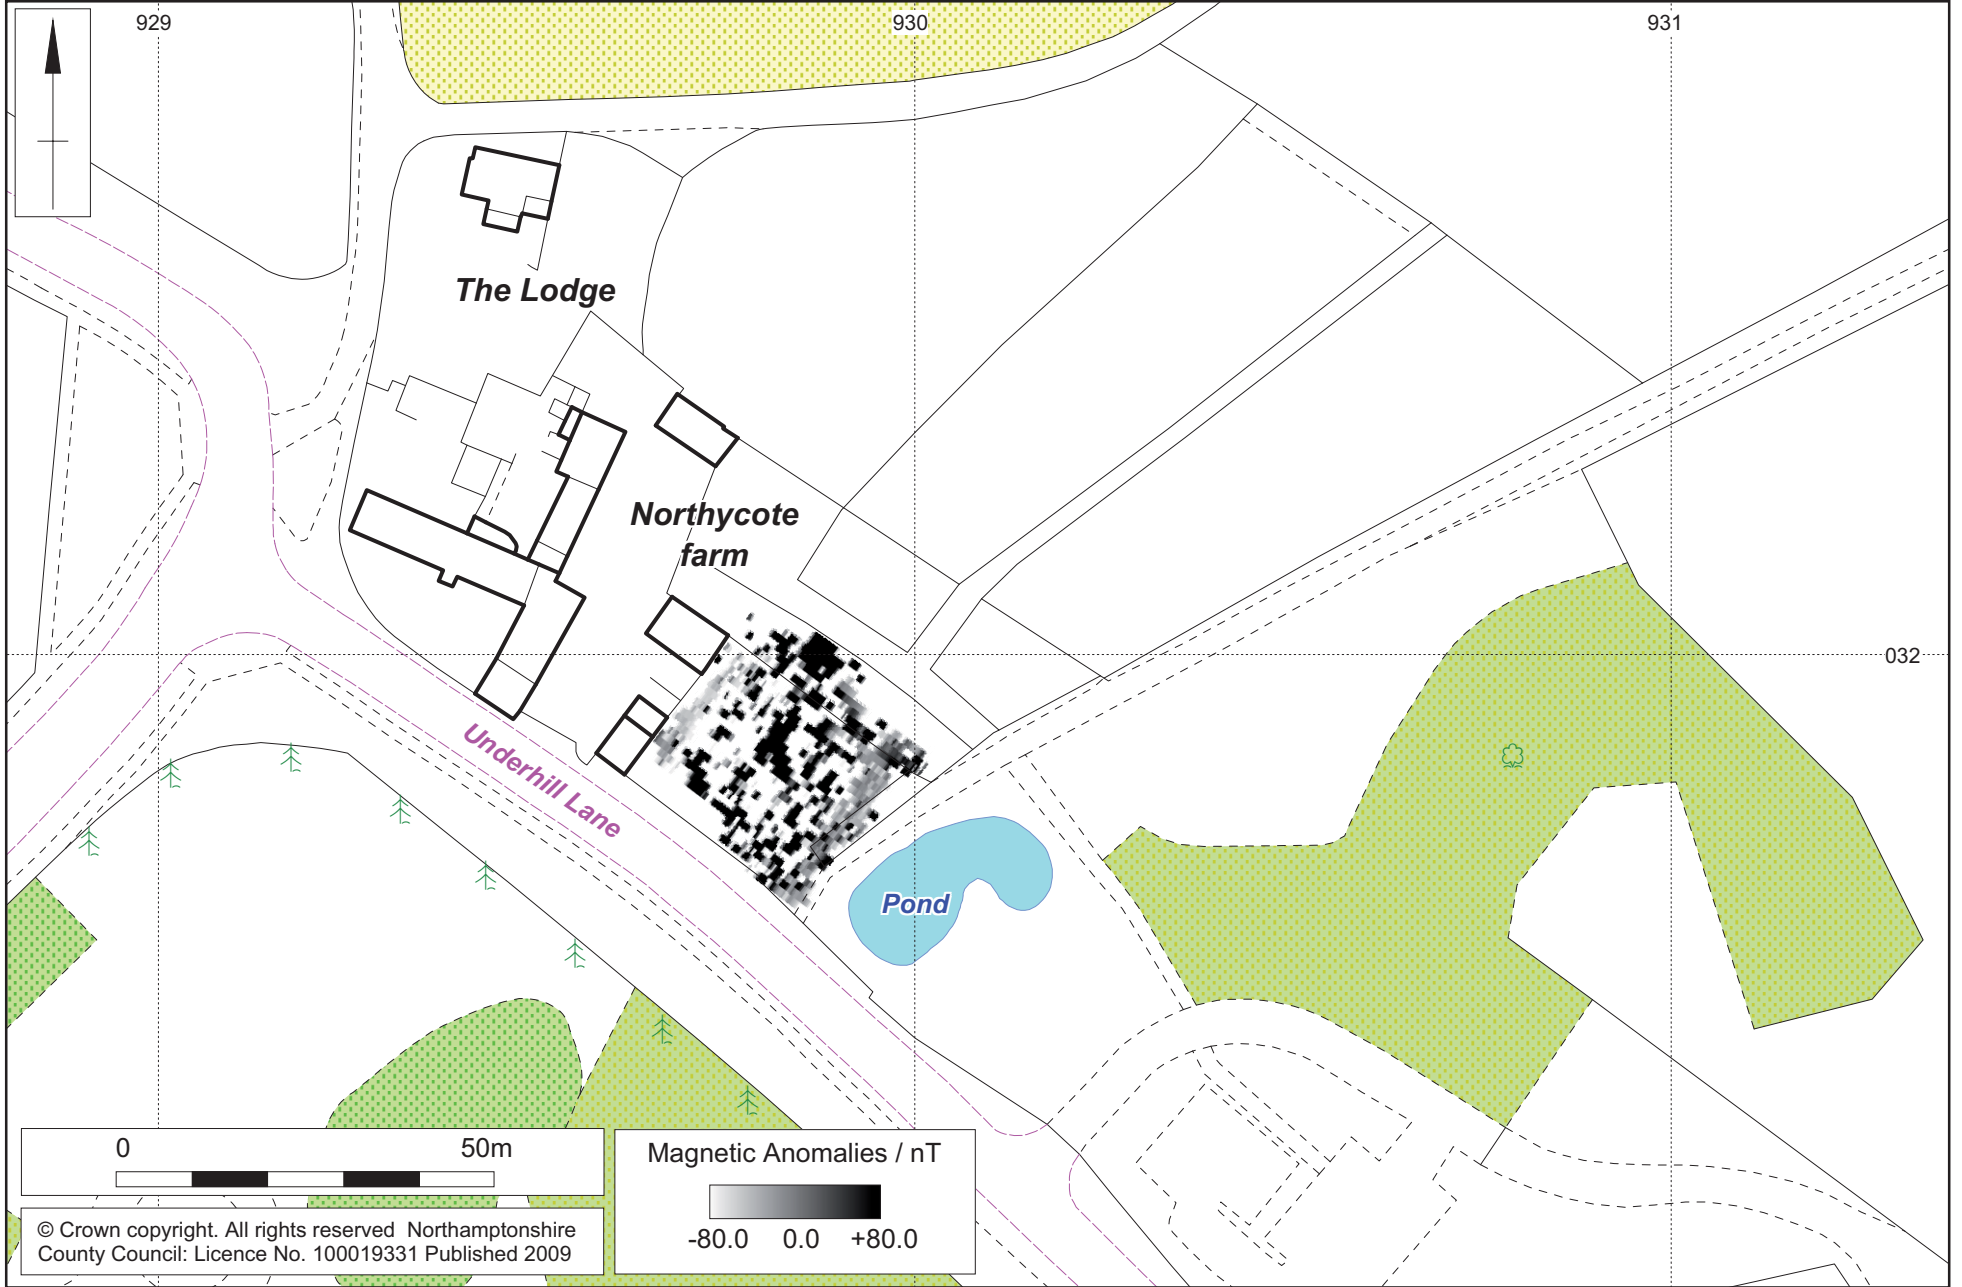 929
930
931
The Lodge
Northycote
farm
032
Underhill Lane
Pond
0 50m
Magnetic Anomalies / nT
-80.0 0.0 +80.0
© Crown copyright. All rights reserved Northamptonshire
County Council: Licence No. 100019331 Published 2009